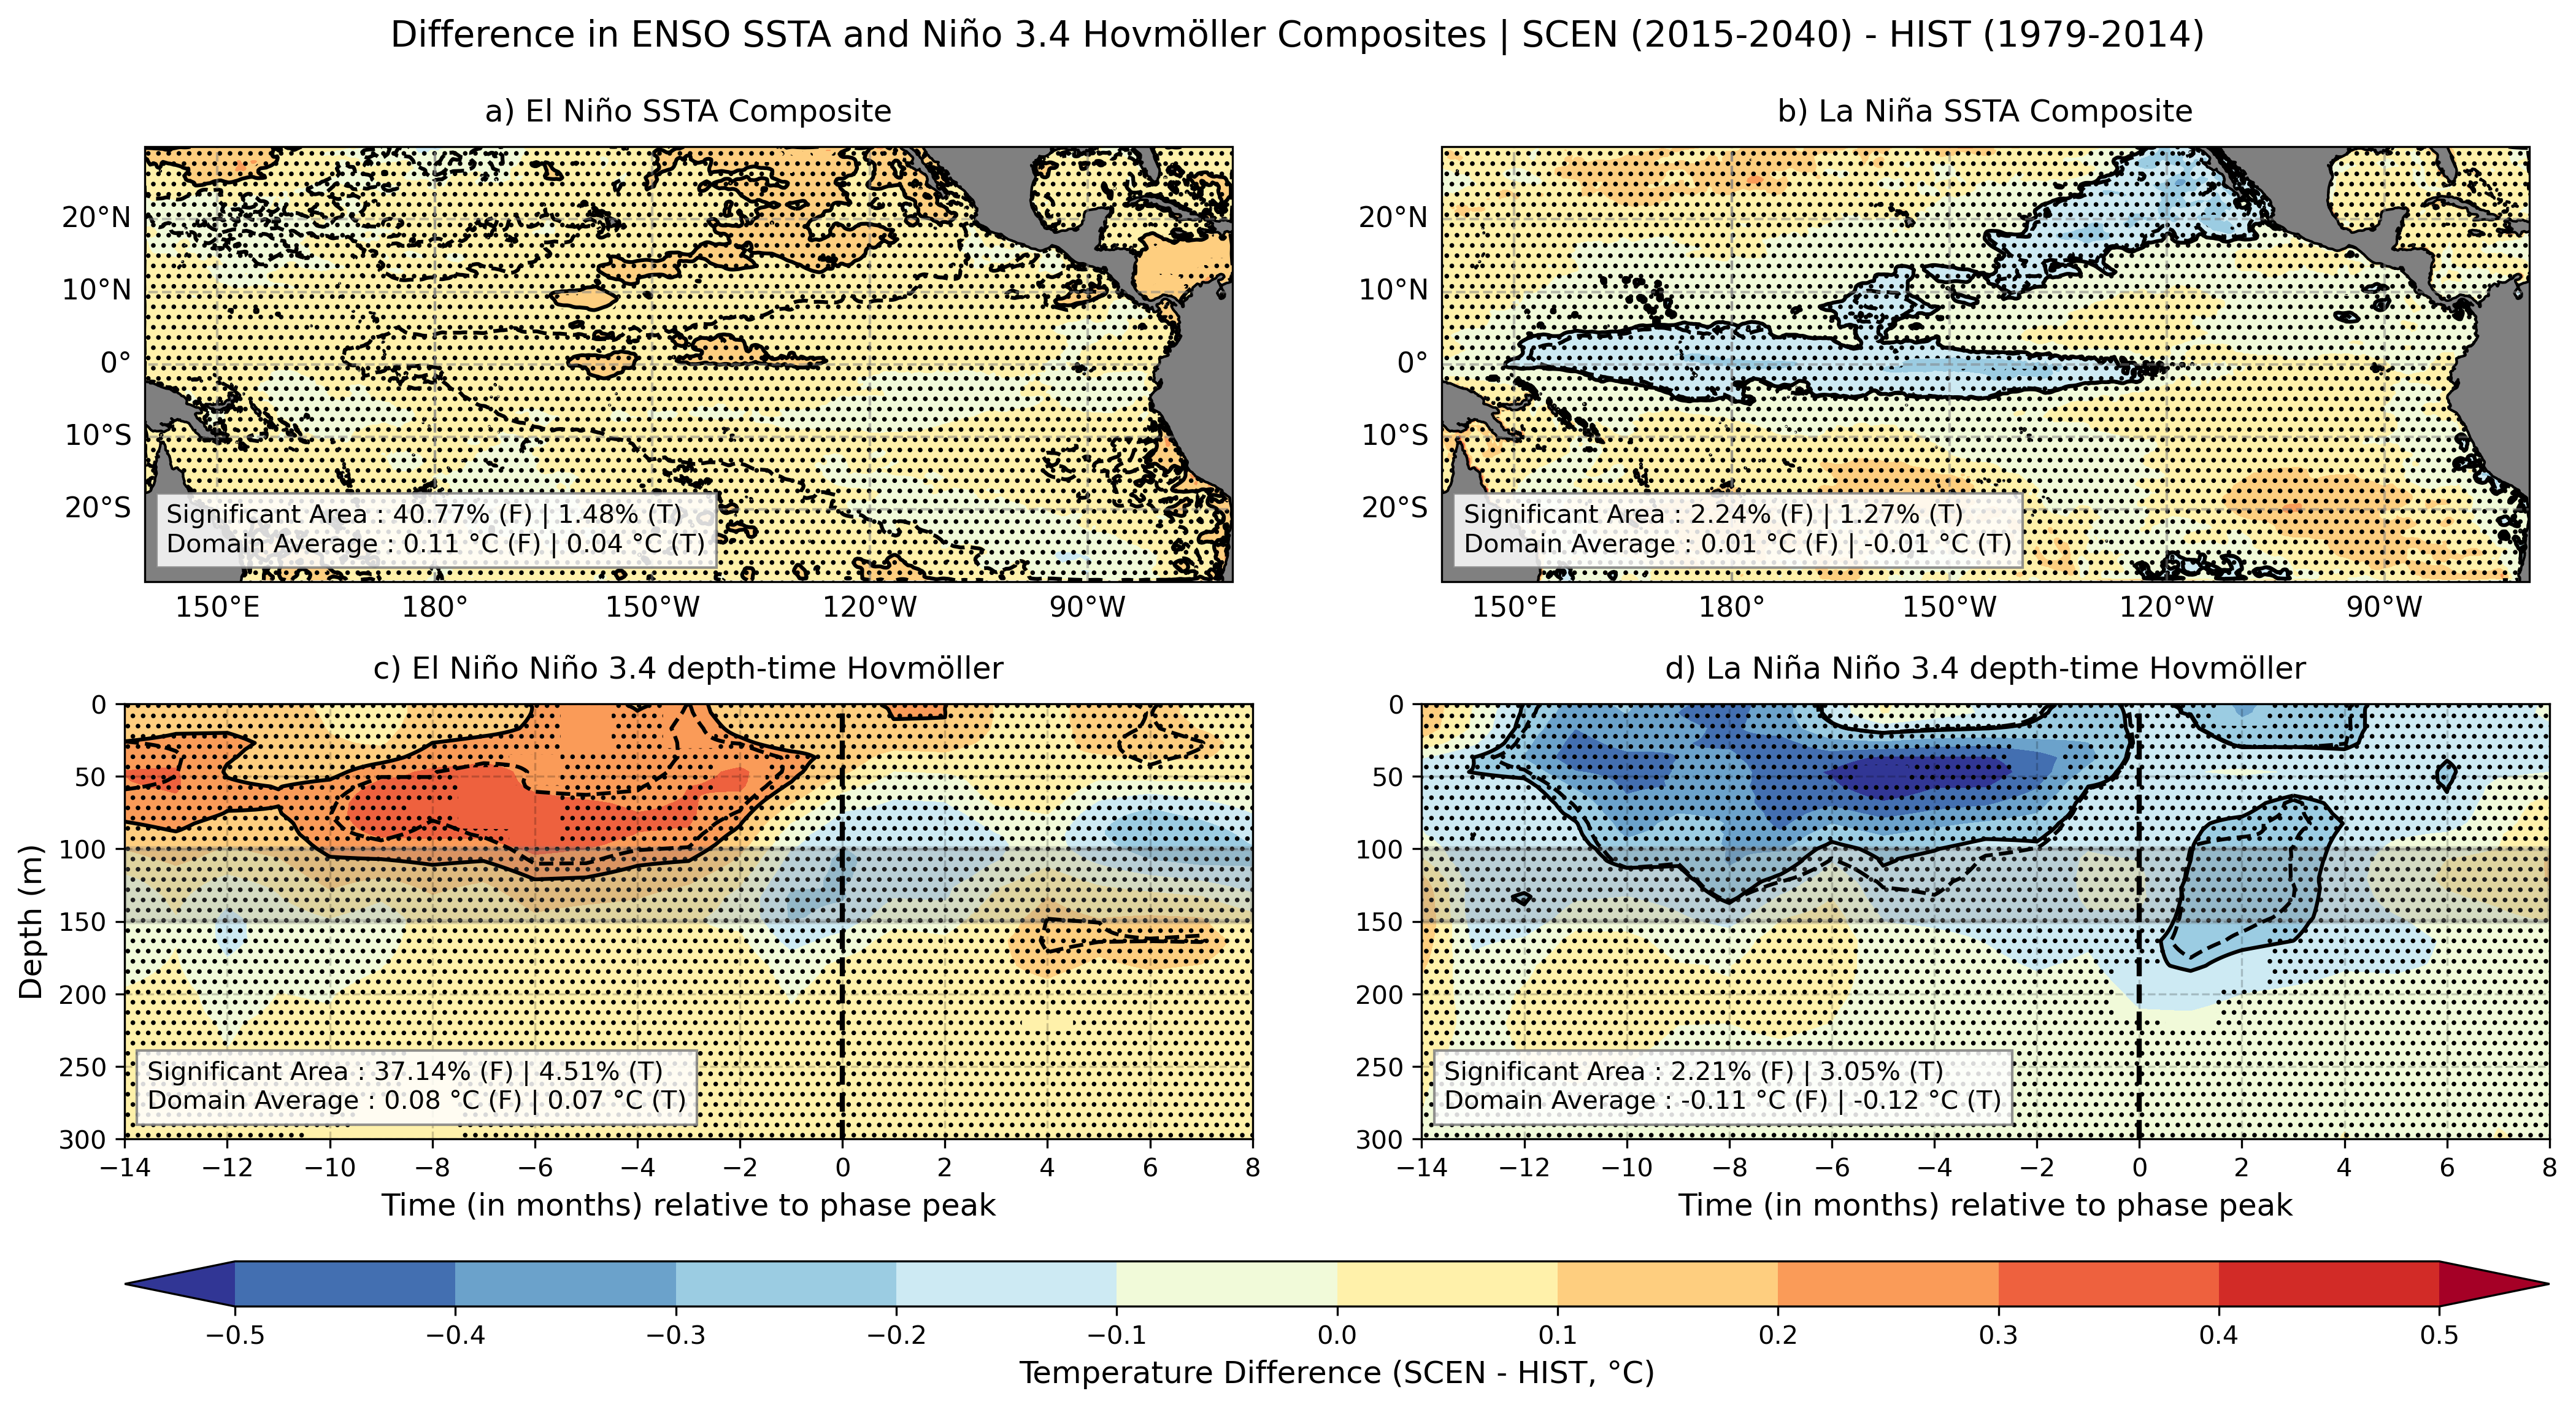 Difference in ENSO SSTA and Niño 3.4 Hovmöller Composites | SCEN (2015-2040) - HIST (1979-2014)
a) El Niño SSTA Composite
20°N
10°N
0°
10°S
20°S
Significant Area : 40.77% (F) | 1.48% (T)
Domain Average : 0.11 °C (F) | 0.04 °C (T)
150°E 180° 150°W 120°W 90°W
b) La Niña SSTA Composite
20°N
10°N
0°
10°S
20°S
Significant Area : 2.24% (F) | 1.27% (T)
Domain Average : 0.01 °C (F) | -0.01 °C (T)
150°E 180° 150°W 120°W 90°W
c) El Niño Niño 3.4 depth-time Hovmöller
Depth (m)
0
50
100
150
200
250
300
Significant Area : 37.14% (F) | 4.51% (T)
Domain Average : 0.08 °C (F) | 0.07 °C (T)
−14 −12 −10 −8 −6 −4 −2 0 2 4 6 8
Time (in months) relative to phase peak
d) La Niña Niño 3.4 depth-time Hovmöller
0
50
100
150
200
250
300
Significant Area : 2.21% (F) | 3.05% (T)
Domain Average : -0.11 °C (F) | -0.12 °C (T)
−14 −12 −10 −8 −6 −4 −2 0 2 4 6 8
Time (in months) relative to phase peak
−0.5 −0.4 −0.3 −0.2 −0.1 0.0 0.1 0.2 0.3 0.4 0.5
Temperature Difference (SCEN - HIST, °C)